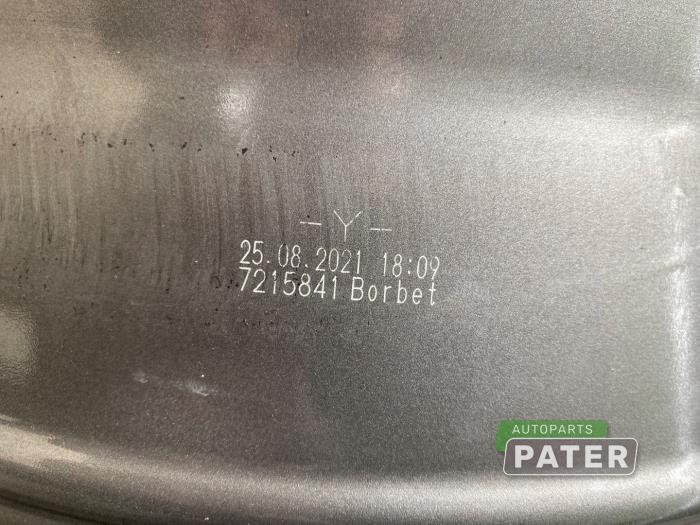 -Y-
25.08.2021 18:09
7215841 Borbet
AUTOPARTS
PATER